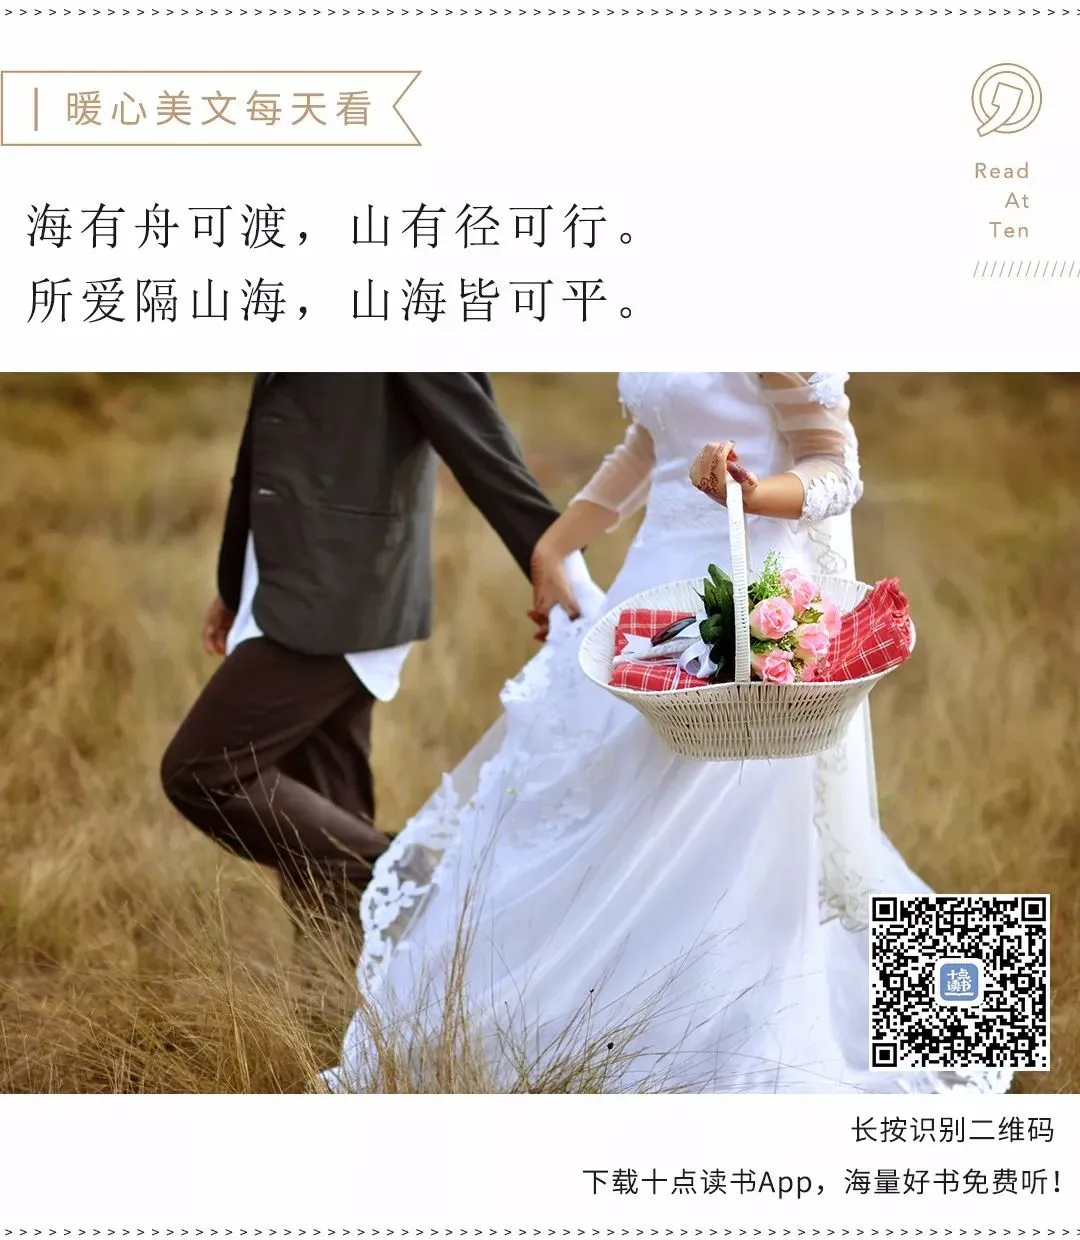 暖心美文每天看
Read
At
Ten
海有舟可渡，山有径可行。
所爱隔山海，山海皆可平。
十点
读书
长按识别二维码
下载十点读书App，海量好书免费听！